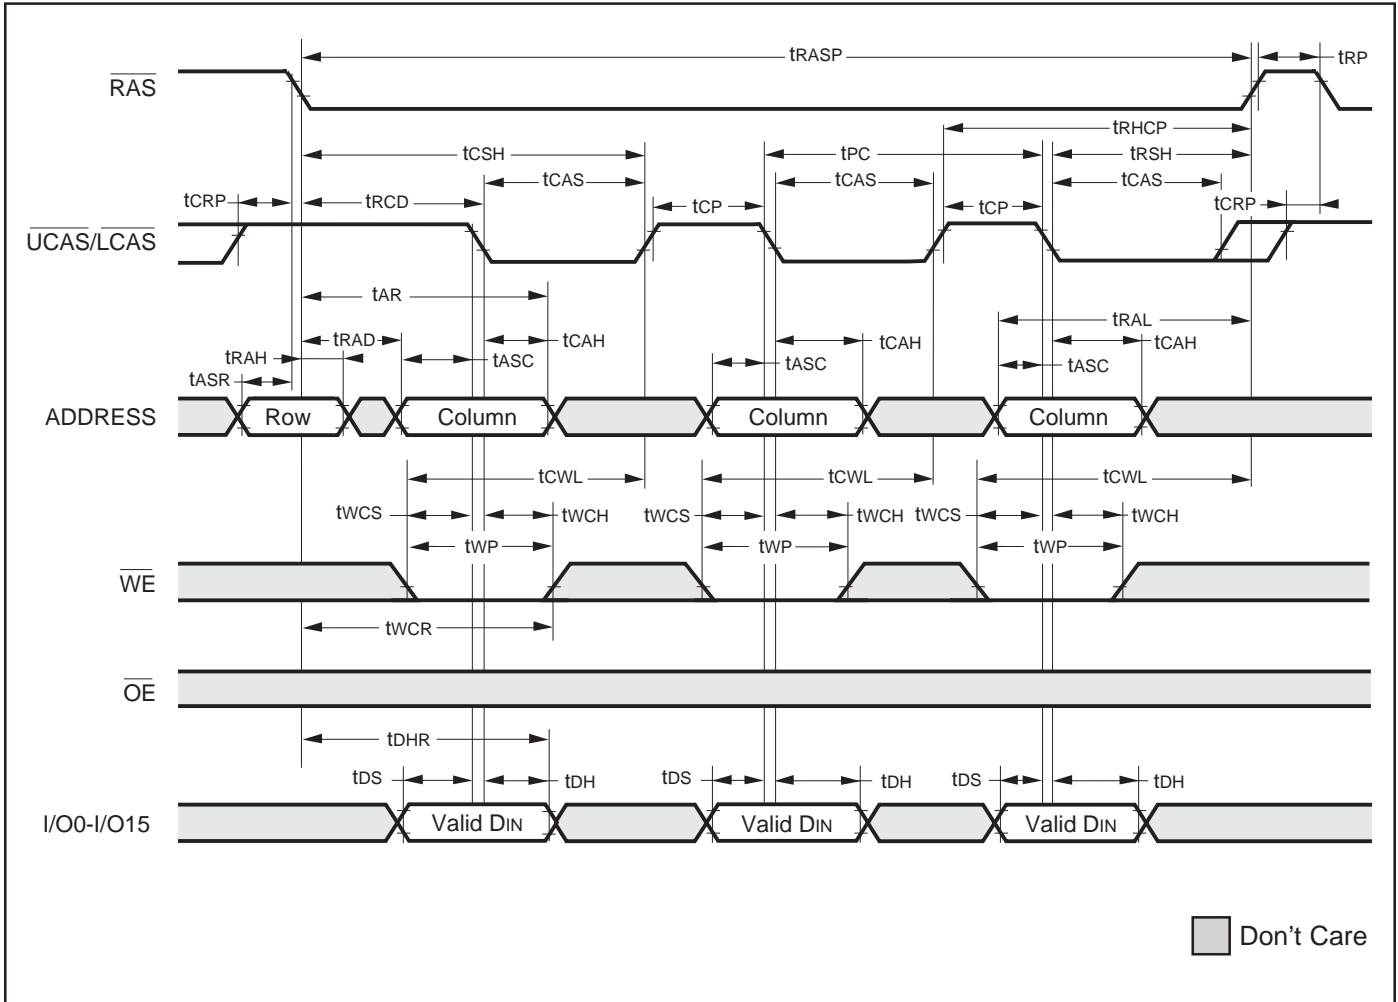 tRASP
tRP
RAS
tRHCP
tCSH tPC tRSH
tCAS tCAS tCAS
tCRP tRCD tCP tCP tCRP
UCAS/LCAS
tAR
tRAL
tRAD tCAH tCAH tCAH
tRAH tASC tASC tASC
tASR
ADDRESS Row Column Column Column
tCWL tCWL tCWL
tWCS tWCH tWCS tWCH tWCS tWCH
tWP tWP tWP
WE
tWCR
OE
tDHR
tDS tDH tDS tDH tDS tDH
I/O0-I/O15 Valid DIN Valid DIN Valid DIN
Don't Care